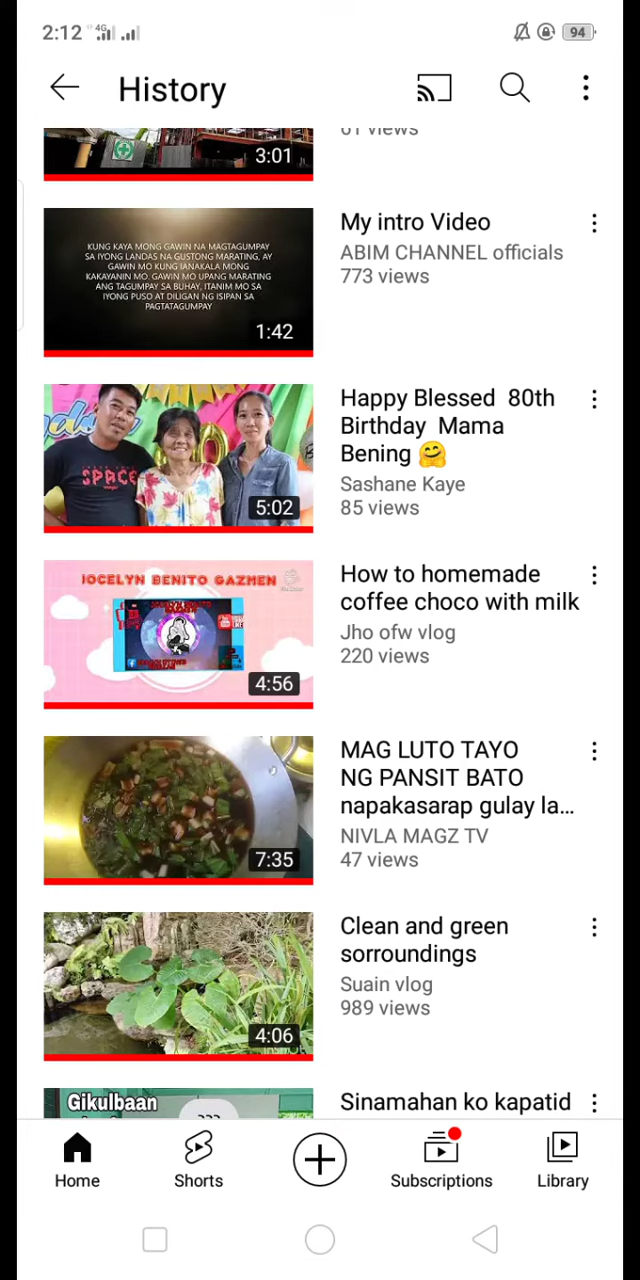 2:12 4G 94
History
61 views
3:01
My intro Video
ABIM CHANNEL officials
773 views
KUNG KAYA MONG GAWIN NA MAGTAGUMPAY
SA IYONG LANDAS NA GUSTONG MARATING, AY
GAWIN MO KUNG IANAKALA MONG
KAKAYANIN MO. GAWIN MO UPANG MARATING
ANG TAGUMPAY SA BUHAY, ITANIM MO SA
IYONG PUSO AT DILIGAN NG ISIPAN SA
PAGTATAGUMPAY
1:42
Happy Blessed 80th
Birthday Mama
Bening 🤗
Sashane Kaye
85 views
SPACE
5:02
How to homemade
coffee choco with milk
Jho ofw vlog
220 views
JOCELYN BENITO GAZMEN
4:56
MAG LUTO TAYO
NG PANSIT BATO
napakasarap gulay la...
NIVLA MAGZ TV
47 views
7:35
Clean and green
sorroundings
Suain vlog
989 views
4:06
Gikulbaan
Sinamahan ko kapatid
Home
Shorts
Subscriptions
Library